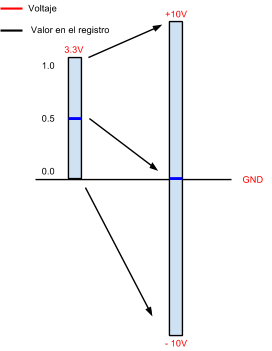 Voltaje
Valor en el registro
+10V
3.3V
1.0
0.5
0.0
GND
- 10V